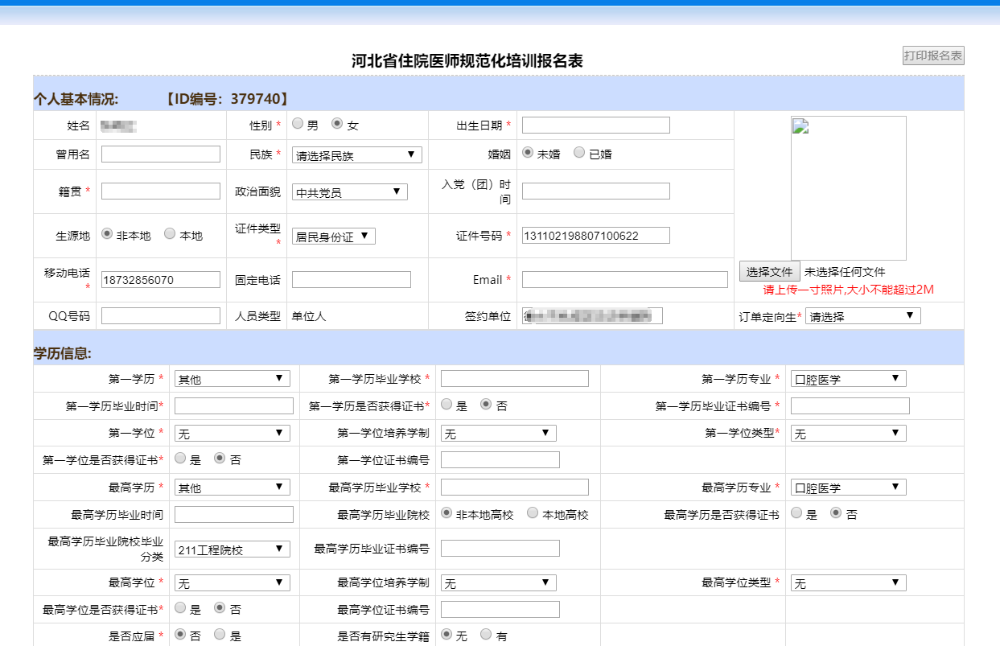 河北省住院医师规范化培训报名表
打印报名表
个人基本情况: 【ID编号：379740】
姓名 性别 * 男 女 出生日期 *
曾用名 民族 * 请选择民族 婚姻 未婚 已婚
籍贯 * 政治面貌 中共党员 入党（团）时间
生源地 非本地 本地 证件类型 * 居民身份证 证件号码 * 131102198807100622
选择文件 未选择任何文件
请上传一寸照片,大小不能超过2M
移动电话 * 18732856070 固定电话 Email *
QQ号码 人员类型 单位人 签约单位 订单定向生* 请选择
学历信息:
第一学历 * 其他 第一学历毕业学校 * 第一学历专业 * 口腔医学
第一学历毕业时间* 第一学历是否获得证书* 是 否 第一学历毕业证书编号 *
第一学位 * 无 第一学位培养学制 无 第一学位类型* 无
第一学位是否获得证书* 是 否 第一学位证书编号
最高学历 * 其他 最高学历毕业学校 * 最高学历专业 * 口腔医学
最高学历毕业时间 最高学历毕业院校 非本地高校 本地高校 最高学历是否获得证书 是 否
最高学历毕业院校毕业分类 211工程院校 最高学历毕业证书编号
最高学位 * 无 最高学位培养学制 无 最高学位类型 * 无
最高学位是否获得证书* 是 否 最高学位证书编号
是否应届 * 否 是 是否有研究生学籍 无 有